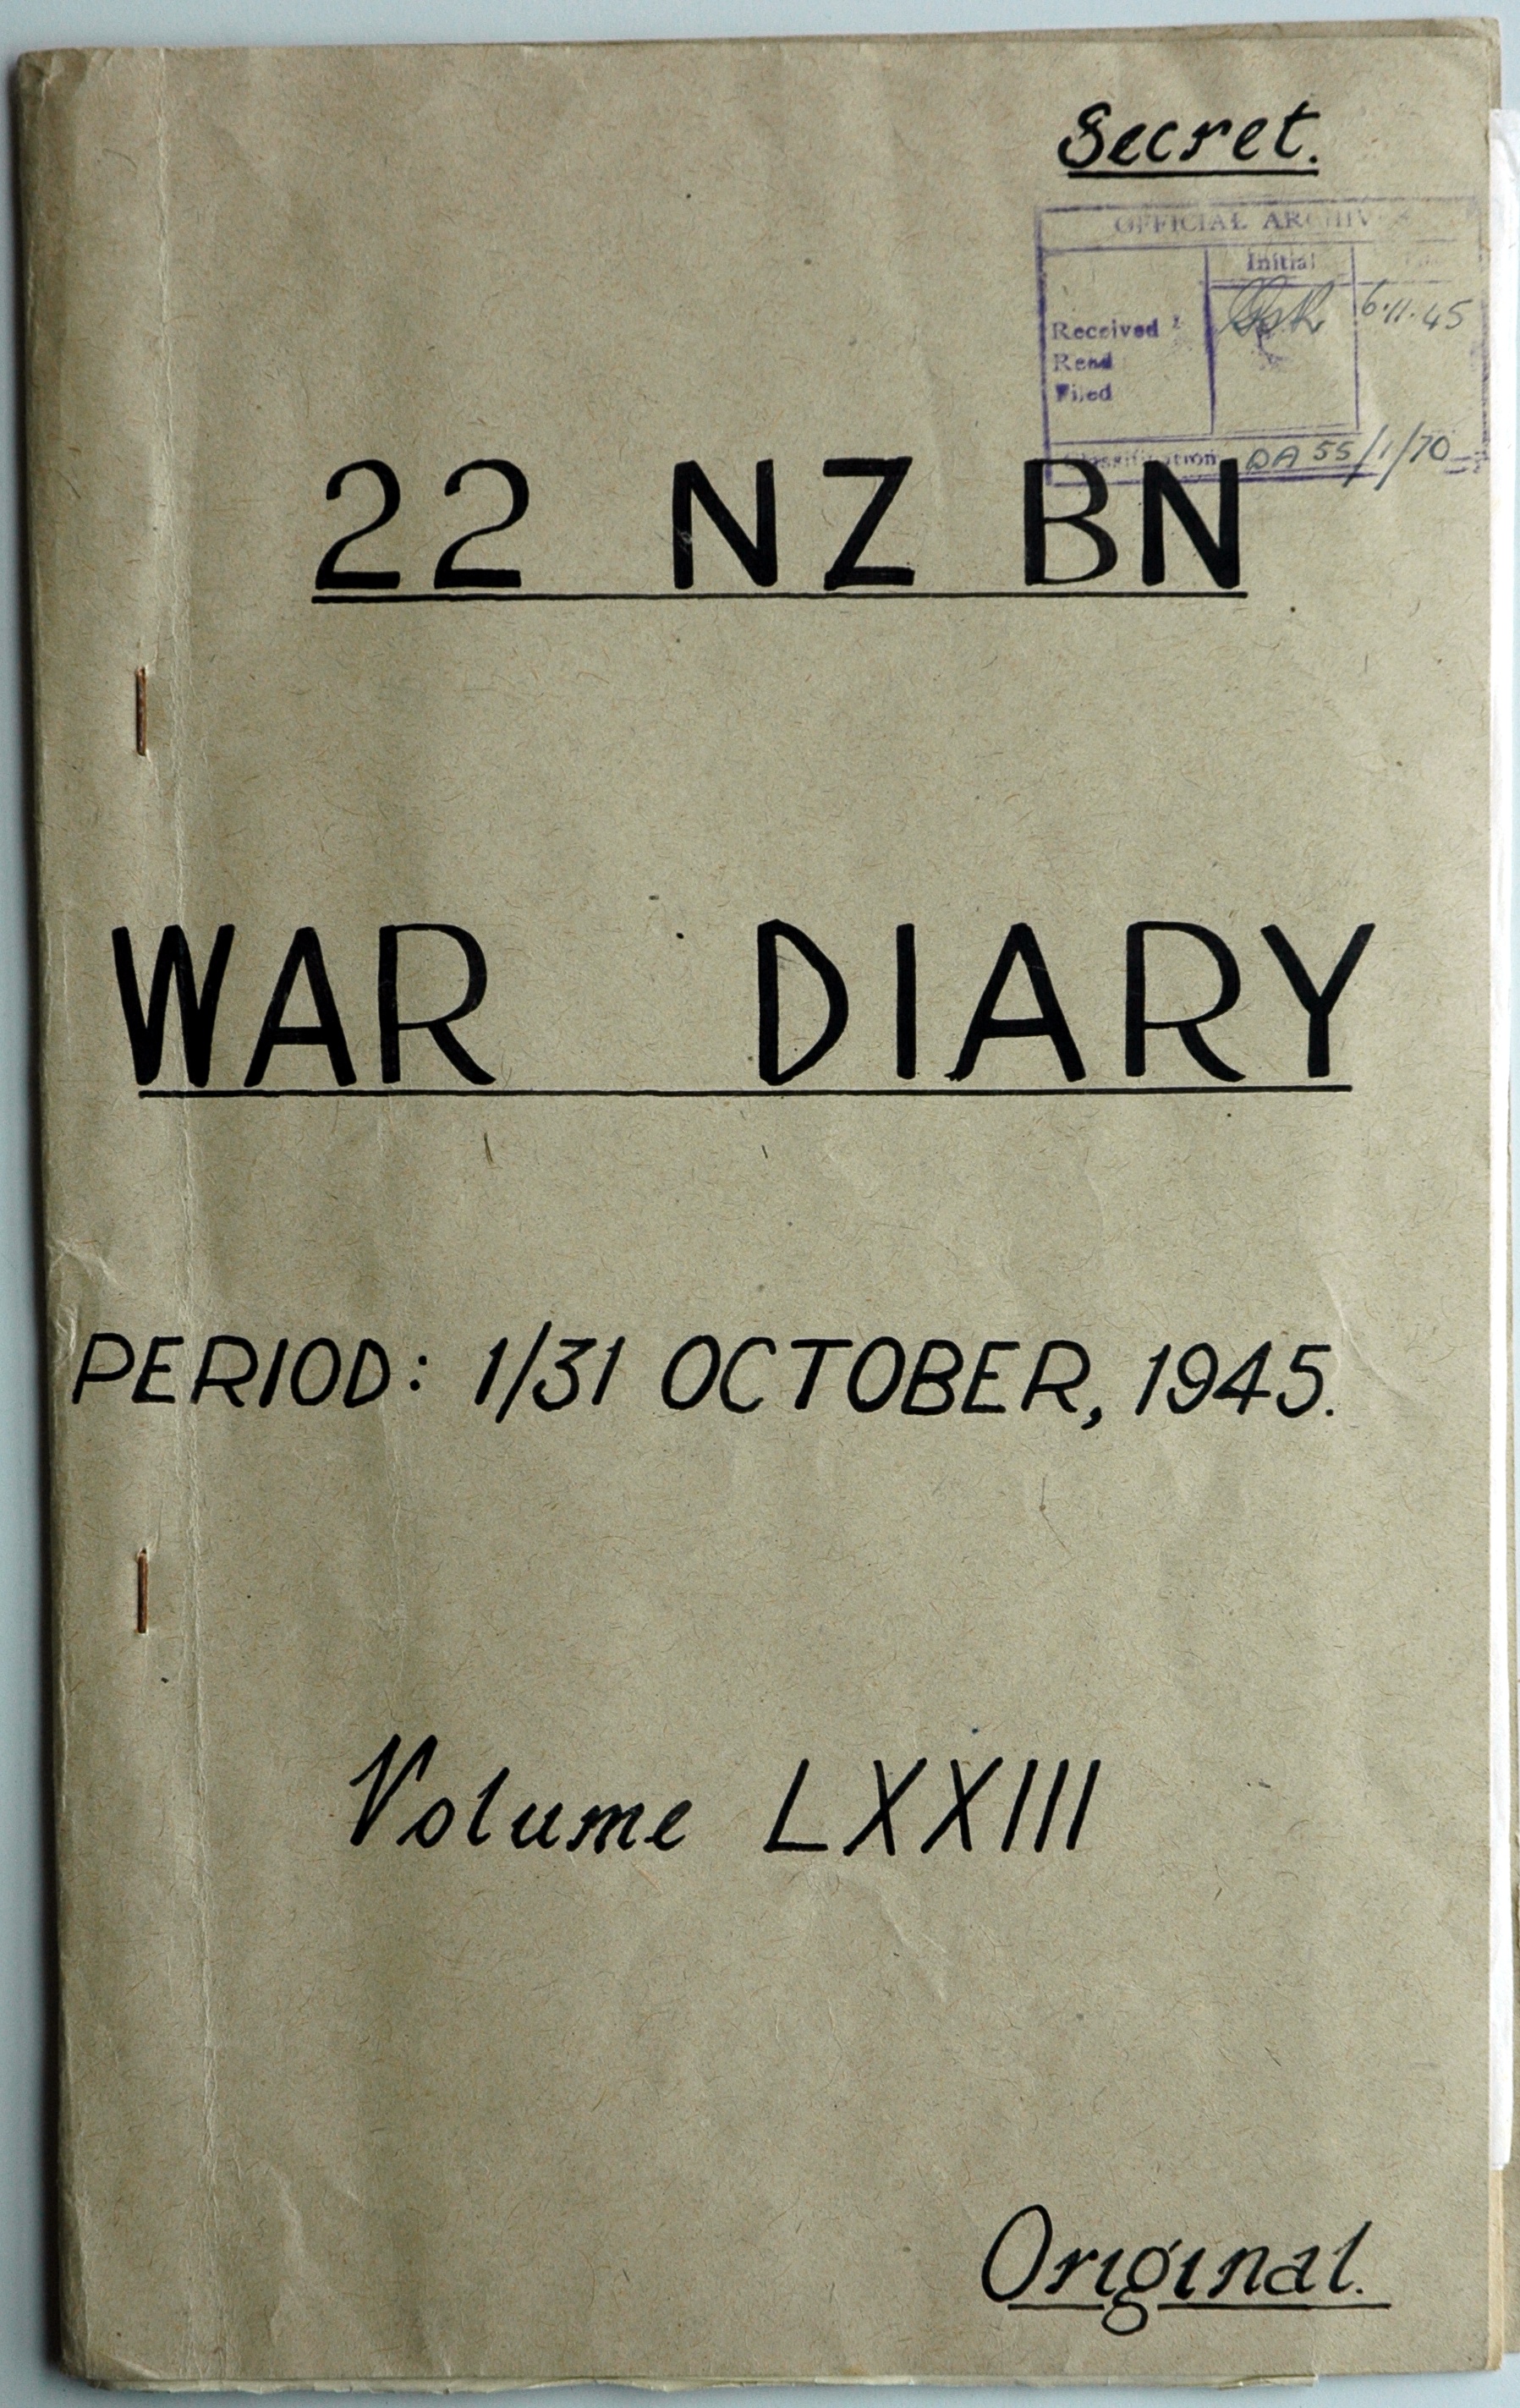 Secret.
OFFICIAL ARCHIV
Initial
Received 6.11.45
Read
Filed
Classification DA 55/1/70
22 NZ BN
WAR DIARY
PERIOD: 1/31 OCTOBER, 1945.
Volume LXXIII
Original.